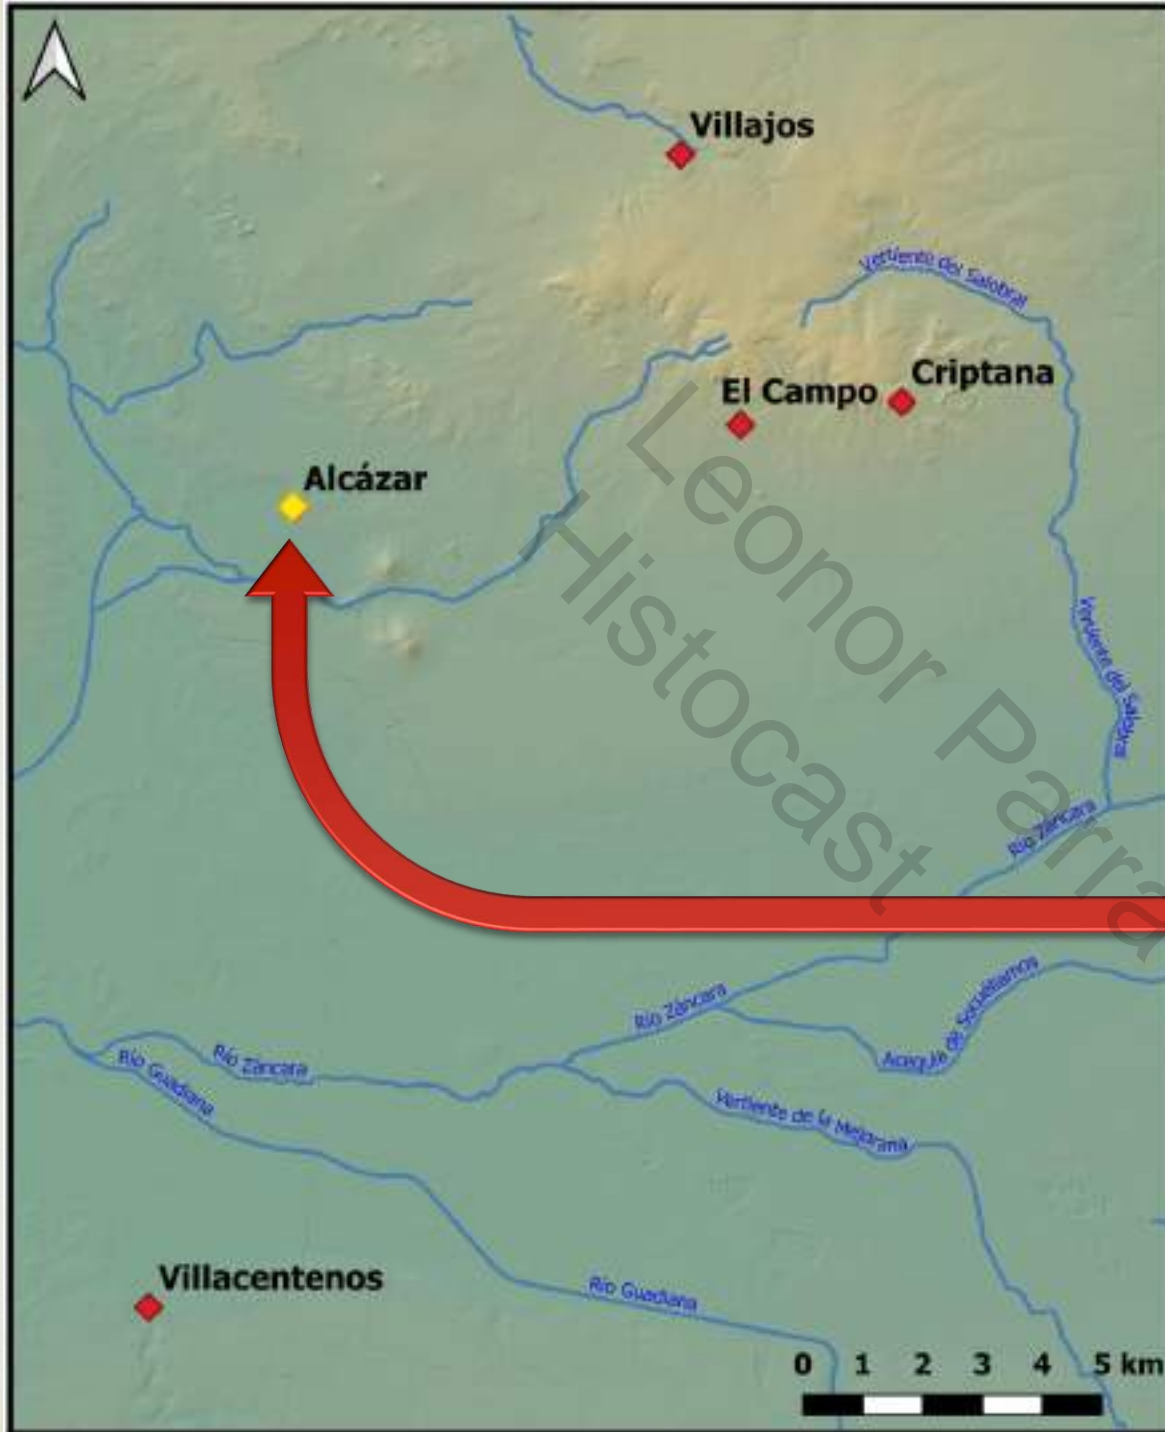 Villajos
Vertiente del Salobral
Criptana
El Campo
Alcázar
Vertiente del Salobral
Río Záncara
Leonor Parra
Histocast
Río Záncara
Acequia de Socuéllamos
Río Záncara
Río Guadiana
Vertiente de la Mejorana
Villacentenos
Río Guadiana
0 1 2 3 4 5 km